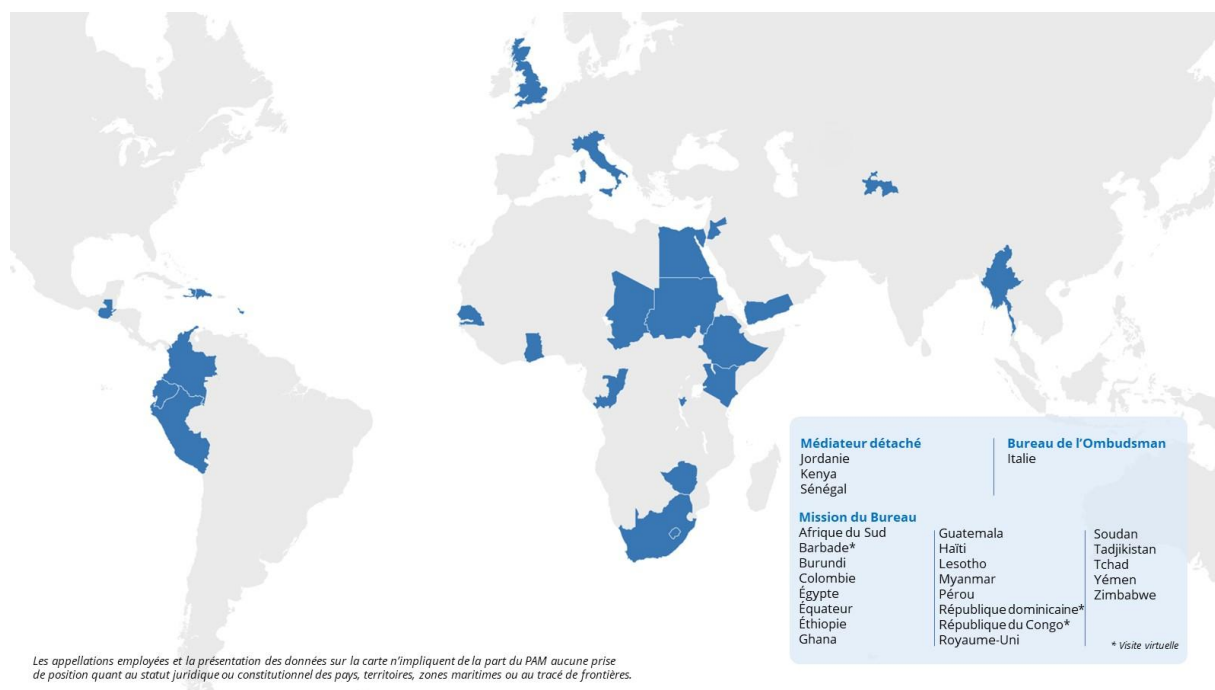 Médiateur détaché
Jordanie
Kenya
Sénégal
Bureau de l’Ombudsman
Italie
Mission du Bureau
Afrique du Sud
Barbade*
Burundi
Colombie
Égypte
Équateur
Éthiopie
Ghana
Guatemala
Haïti
Lesotho
Myanmar
Pérou
République dominicaine*
République du Congo*
Royaume-Uni
Soudan
Tadjikistan
Tchad
Yémen
Zimbabwe
* Visite virtuelle
Les appellations employées et la présentation des données sur la carte n’impliquent de la part du PAM aucune prise
de position quant au statut juridique ou constitutionnel des pays, territoires, zones maritimes ou au tracé de frontières.